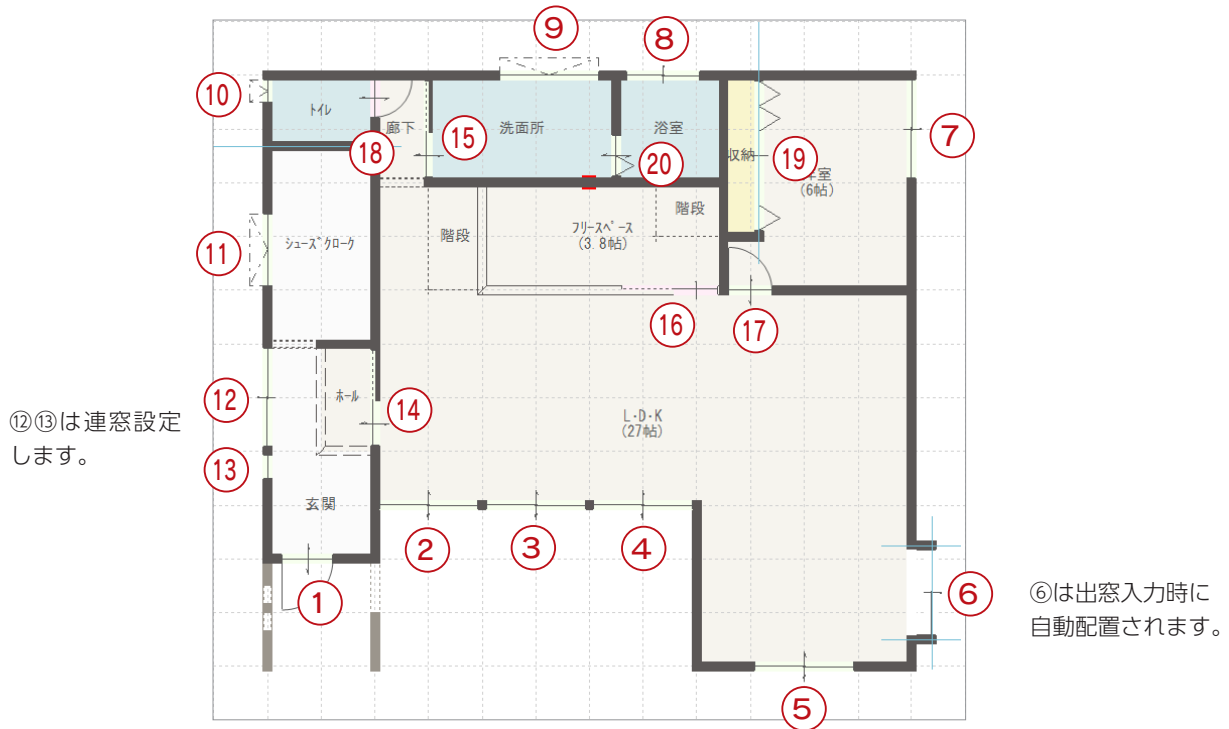 ⑨
⑧
⑩
トイレ
廊下
⑮
洗面所
浴室
⑦
⑱
⑳
収納
⑲
室
(6帖)
階段
フリースペース
(3.8帖)
階段
⑪
シューズクローク
⑯
⑰
⑫
ホール
⑭
L・D・K
(27帖)
⑫⑬は連窓設定
します。
⑬
玄関
②
③
④
①
⑥
⑥は出窓入力時に
自動配置されます。
⑤